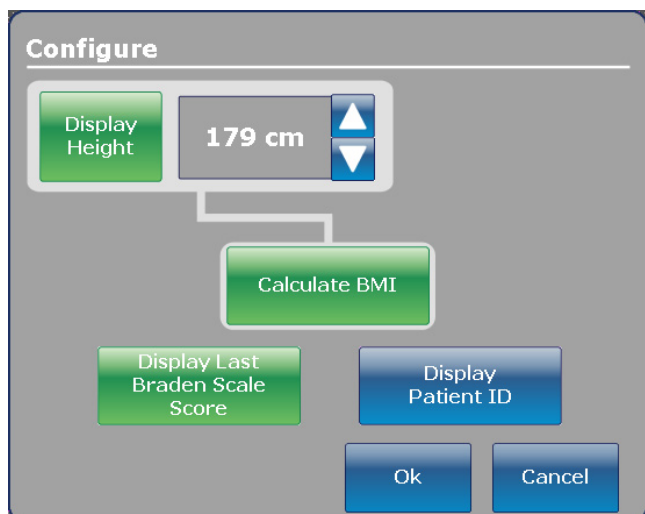 Configure
Display
Height
179 cm
Calculate BMI
Display Last
Braden Scale
Score
Display
Patient ID
Ok
Cancel